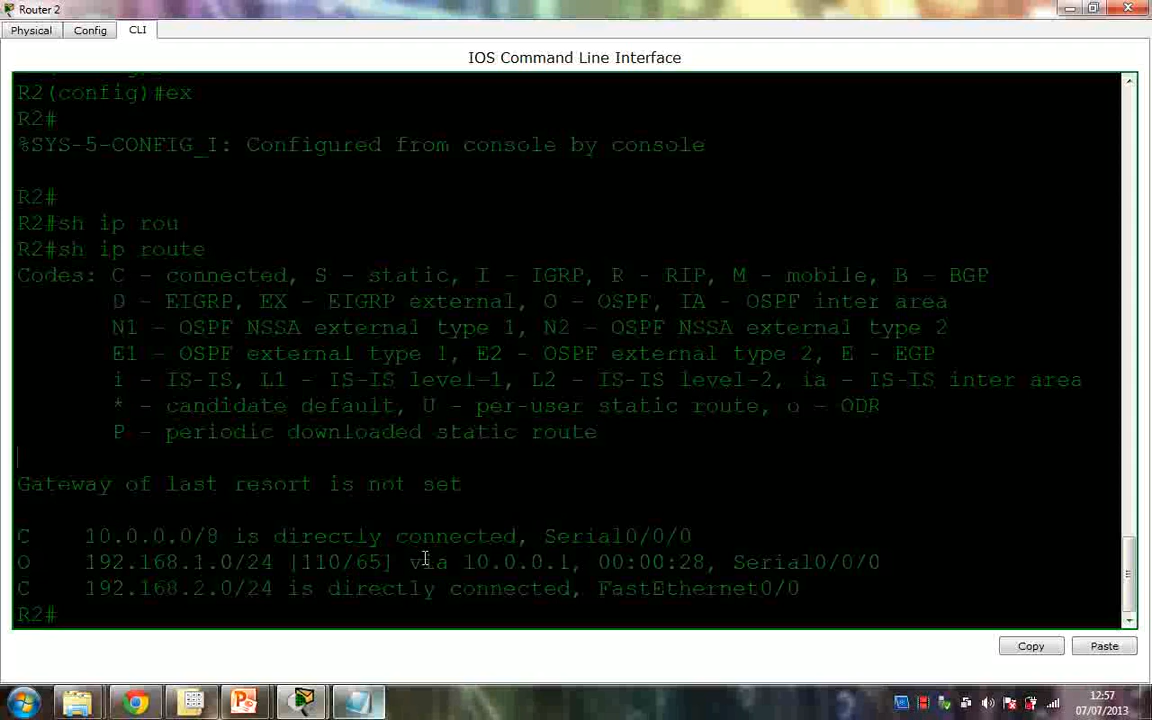 Router 2
Physical Config CLI
IOS Command Line Interface
R2(config)#ex
R2#
%SYS-5-CONFIG_I: Configured from console by console
R2#
R2#sh ip rou
R2#sh ip route
Codes: C - connected, S - static, I - IGRP, R - RIP, M - mobile, B - BGP
D - EIGRP, EX - EIGRP external, O - OSPF, IA - OSPF inter area
N1 - OSPF NSSA external type 1, N2 - OSPF NSSA external type 2
E1 - OSPF external type 1, E2 - OSPF external type 2, E - EGP
i - IS-IS, L1 - IS-IS level-1, L2 - IS-IS level-2, ia - IS-IS inter area
* - candidate default, U - per-user static route, o - ODR
P - periodic downloaded static route
Gateway of last resort is not set
C 10.0.0.0/8 is directly connected, Serial0/0/0
O 192.168.1.0/24 [110/65] via 10.0.0.1, 00:00:28, Serial0/0/0
C 192.168.2.0/24 is directly connected, FastEthernet0/0
R2#
Copy Paste
12:57
07/07/2013